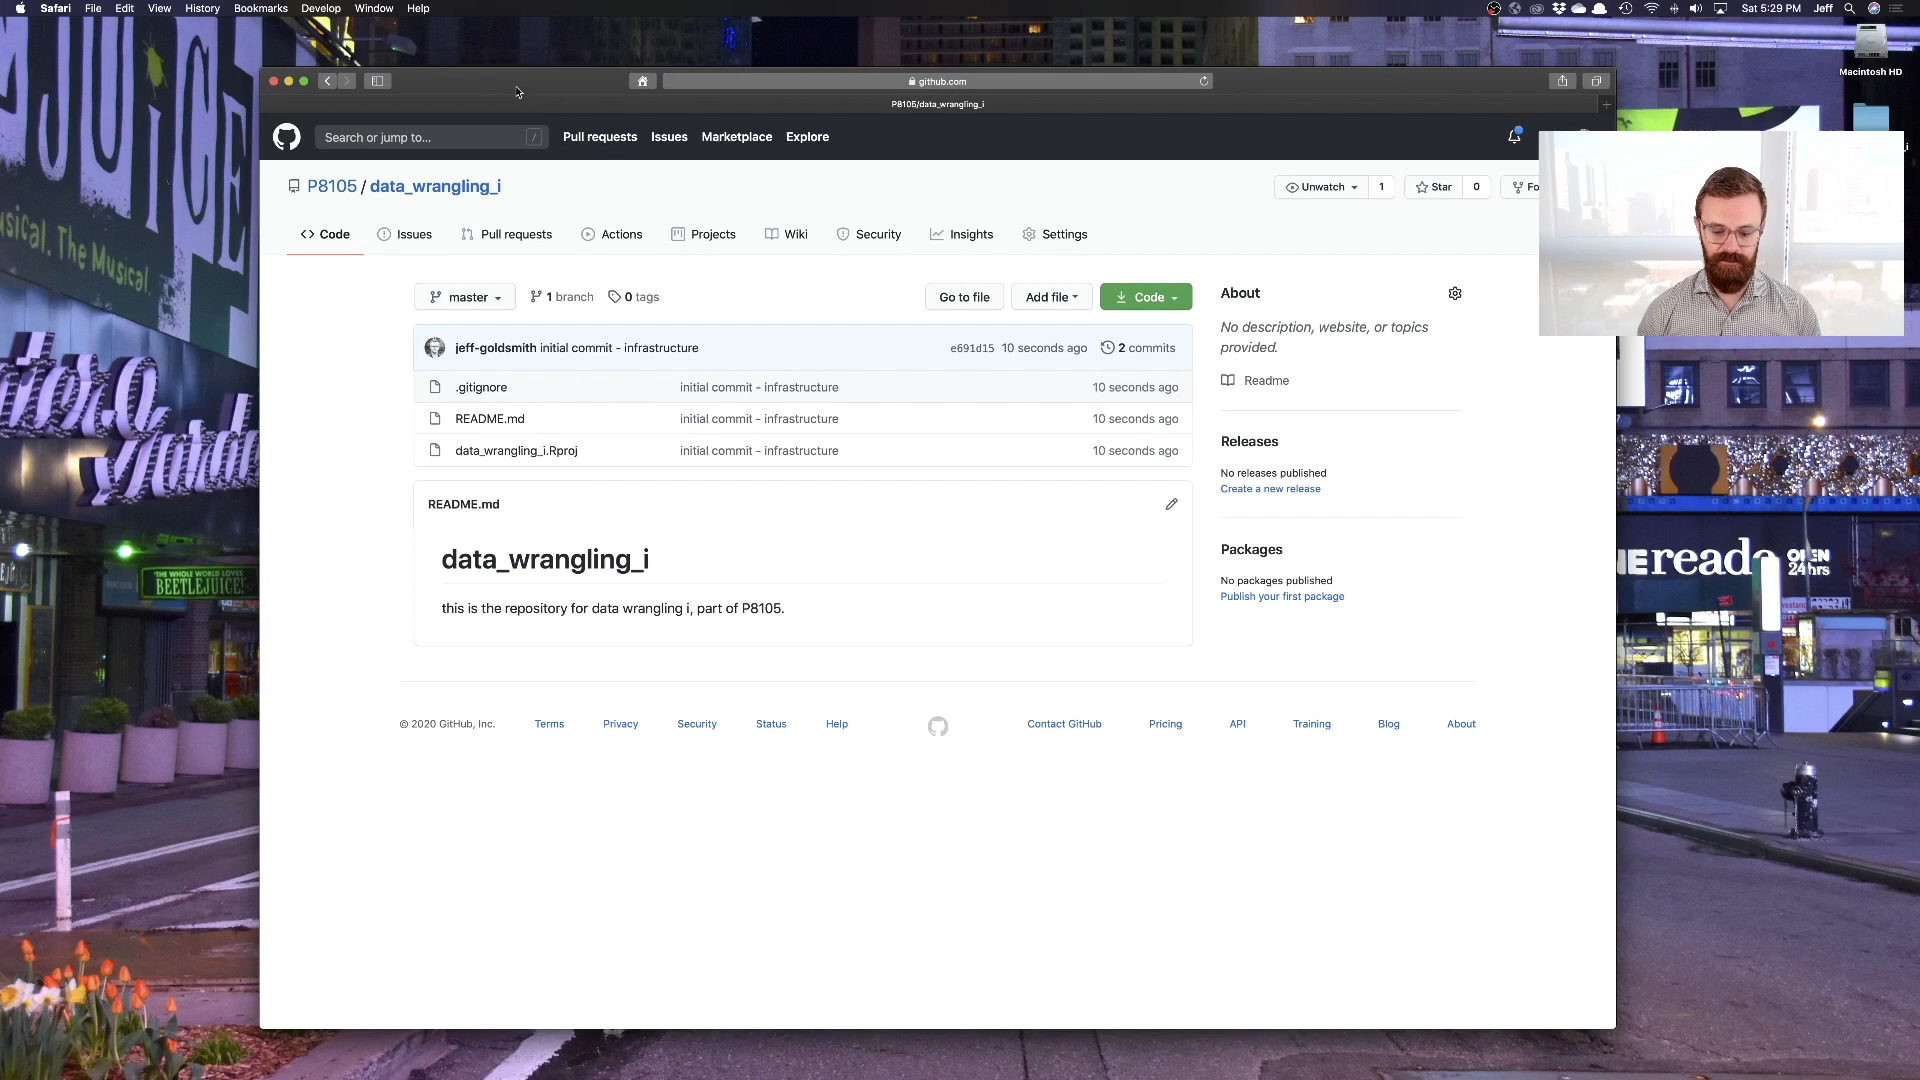 Safari File Edit View History Bookmarks Develop Window Help
Sat 5:29 PM Jeff
Macintosh HD
github.com
P8105/data_wrangling_i
Search or jump to... /
Pull requests Issues Marketplace Explore
P8105 / data_wrangling_i
Unwatch 1 Star 0 Fo
Code Issues Pull requests Actions Projects Wiki Security Insights Settings
master 1 branch 0 tags Go to file Add file Code
jeff-goldsmith initial commit - infrastructure e691d15 10 seconds ago 2 commits
.gitignore initial commit - infrastructure 10 seconds ago
README.md initial commit - infrastructure 10 seconds ago
data_wrangling_i.Rproj initial commit - infrastructure 10 seconds ago
README.md
data_wrangling_i
this is the repository for data wrangling i, part of P8105.
About
No description, website, or topics
provided.
Readme
Releases
No releases published
Create a new release
Packages
No packages published
Publish your first package
© 2020 GitHub, Inc. Terms Privacy Security Status Help Contact GitHub Pricing API Training Blog About
JUiCE
usical. The Musical.
"THE WHOLE WORLD LOVES
BEETLEJUICE!"
NE reade OPEN
24hrs